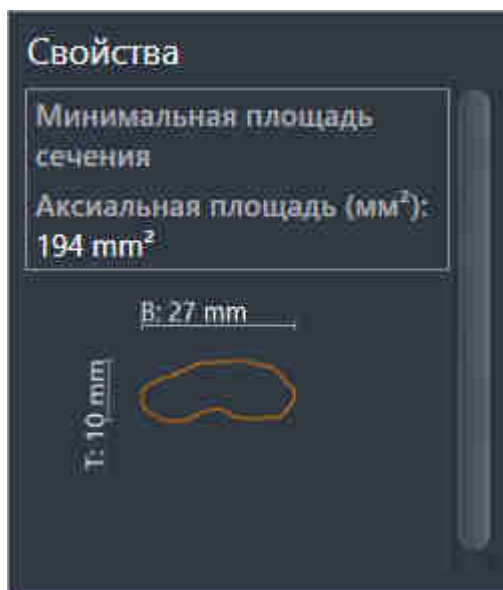 Свойства
Минимальная площадь
сечения
Аксиальная площадь (мм²):
194 mm²
B: 27 mm
T: 10 mm